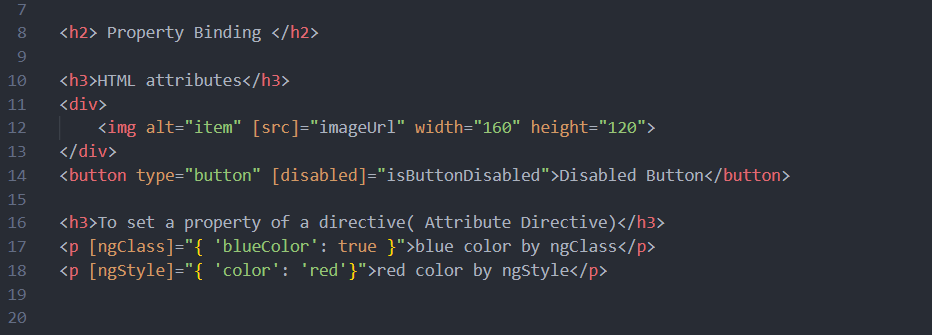 7
8 <h2> Property Binding </h2>
9
10 <h3>HTML attributes</h3>
11 <div>
12 <img alt="item" [src]="imageUrl" width="160" height="120">
13 </div>
14 <button type="button" [disabled]="isButtonDisabled">Disabled Button</button>
15
16 <h3>To set a property of a directive( Attribute Directive)</h3>
17 <p [ngClass]="{ 'blueColor': true }">blue color by ngClass</p>
18 <p [ngStyle]="{ 'color': 'red'}">red color by ngStyle</p>
19
20